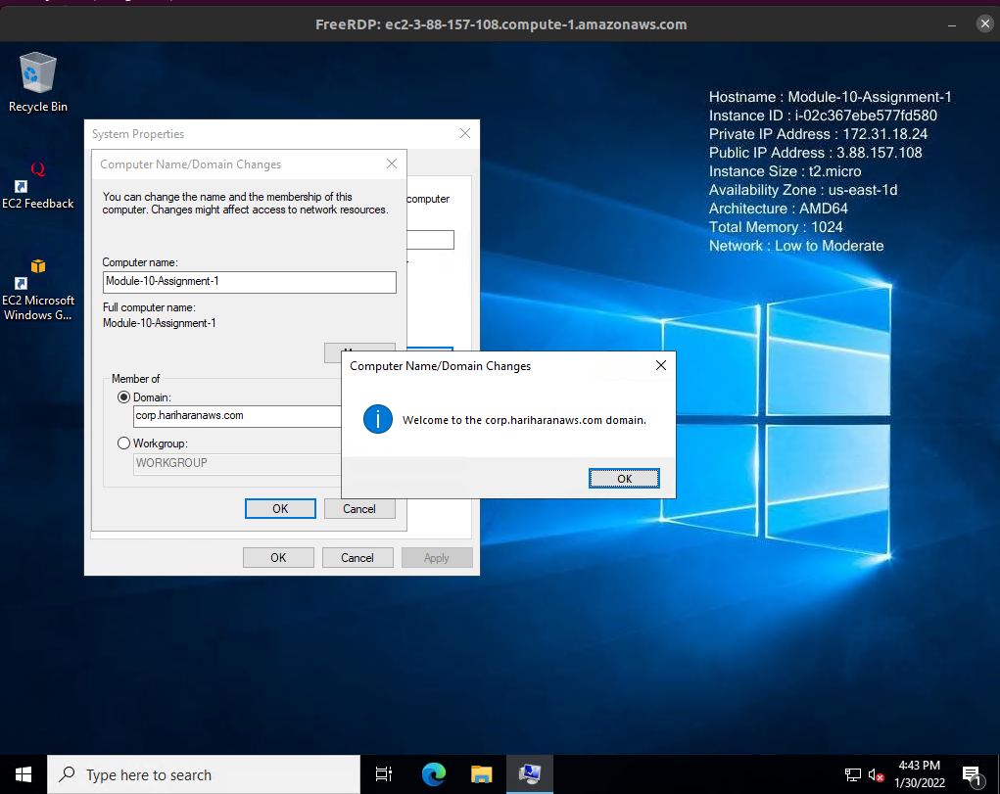 FreeRDP: ec2-3-88-157-108.compute-1.amazonaws.com
Recycle Bin
EC2 Feedback
EC2 Microsoft
Windows G...
Hostname : Module-10-Assignment-1
Instance ID : i-02c367ebe577fd580
Private IP Address : 172.31.18.24
Public IP Address : 3.88.157.108
Instance Size : t2.micro
Availability Zone : us-east-1d
Architecture : AMD64
Total Memory : 1024
Network : Low to Moderate
System Properties
computer
Computer Name/Domain Changes
You can change the name and the membership of this
computer. Changes might affect access to network resources.
Computer name:
Module-10-Assignment-1
Full computer name:
Module-10-Assignment-1
Member of
Domain:
corp.hariharanaws.com
Workgroup:
WORKGROUP
OK
Cancel
OK
Cancel
Apply
Computer Name/Domain Changes
Welcome to the corp.hariharanaws.com domain.
OK
Type here to search
4:43 PM
1/30/2022
1